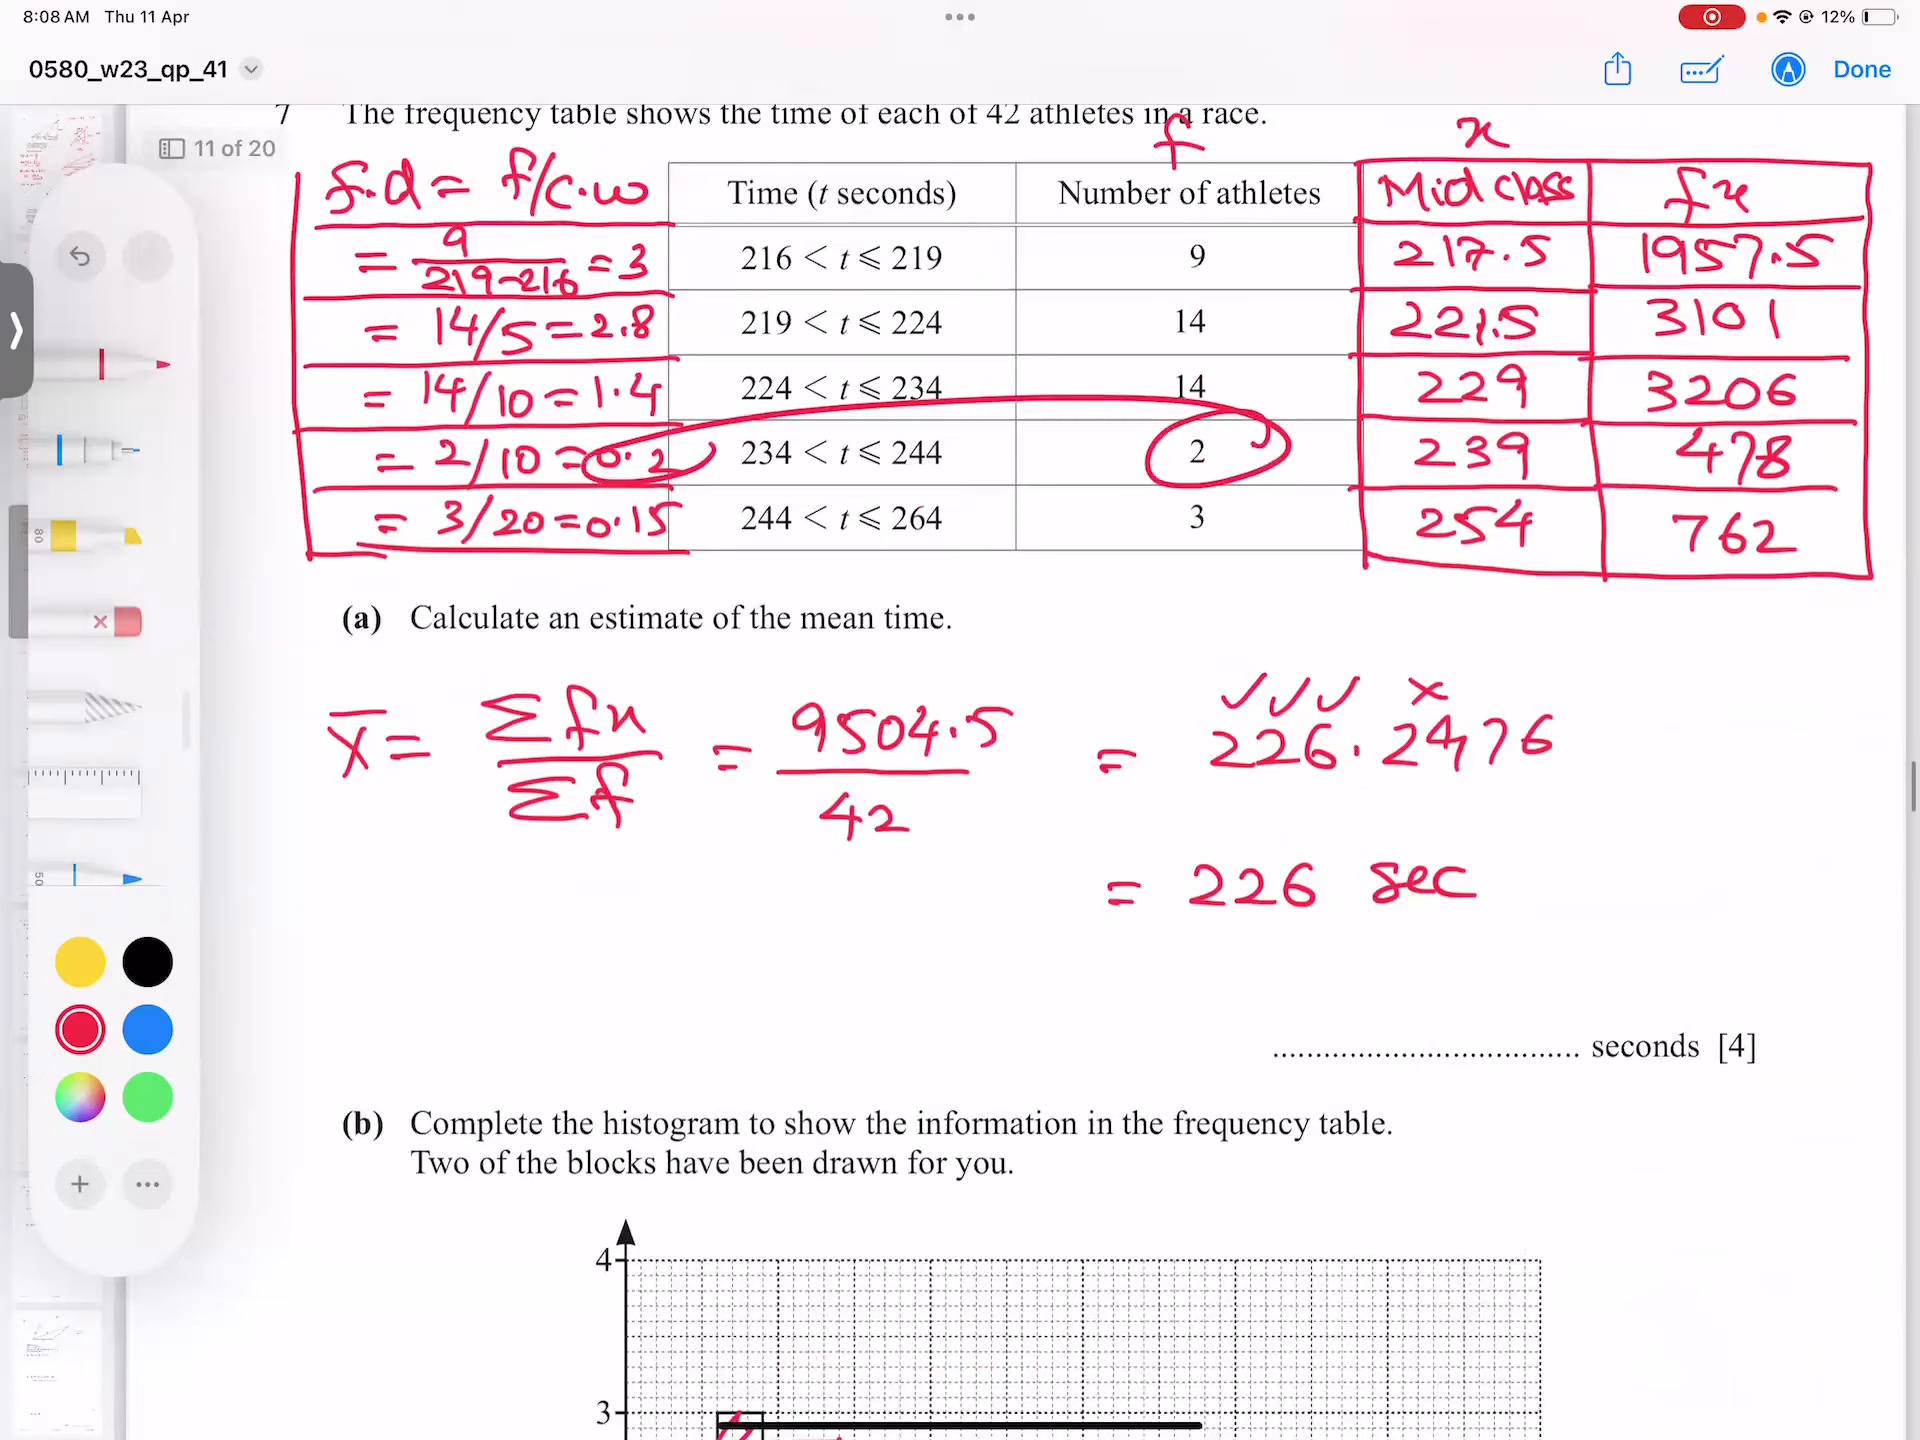 8:08 AM Thu 11 Apr
12%
0580_w23_qp_41
Done
7 The frequency table shows the time of each of 42 athletes in a race.
11 of 20
f
x
f.d = f/c.w
Time (t seconds) Number of athletes Mid class fx
= 9/219-216 = 3 216 < t ⩽ 219 9 217.5 1957.5
= 14/5 = 2.8 219 < t ⩽ 224 14 221.5 3101
= 14/10 = 1.4 224 < t ⩽ 234 14 229 3206
= 2/10 = 0.2 234 < t ⩽ 244 2 239 478
= 3/20 = 0.15 244 < t ⩽ 264 3 254 762
(a) Calculate an estimate of the mean time.
x̄ = Σfx/Σf = 9504.5/42 = 226.2476
= 226 sec
.................................... seconds [4]
(b) Complete the histogram to show the information in the frequency table.
Two of the blocks have been drawn for you.
4
3
80
50